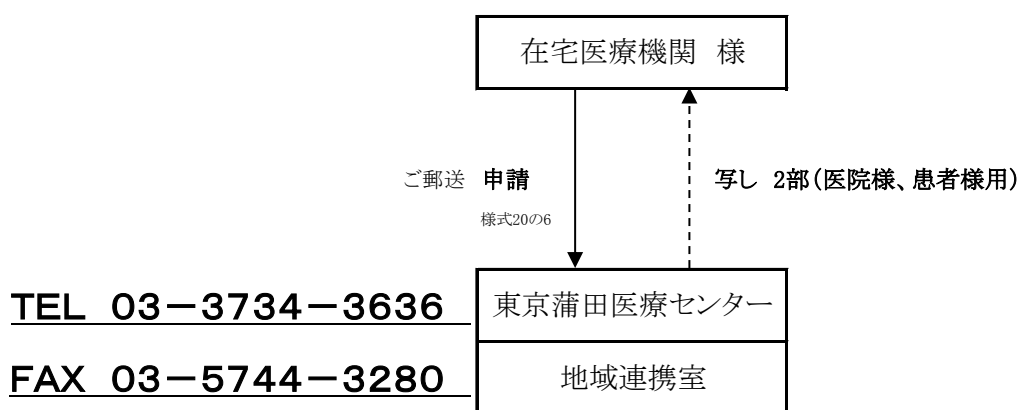 在宅医療機関　様
ご郵送　申請
様式20の6
写し　2部（医院様、患者様用）
TEL　03－3734－3636
東京蒲田医療センター
FAX　03－5744－3280
地域連携室